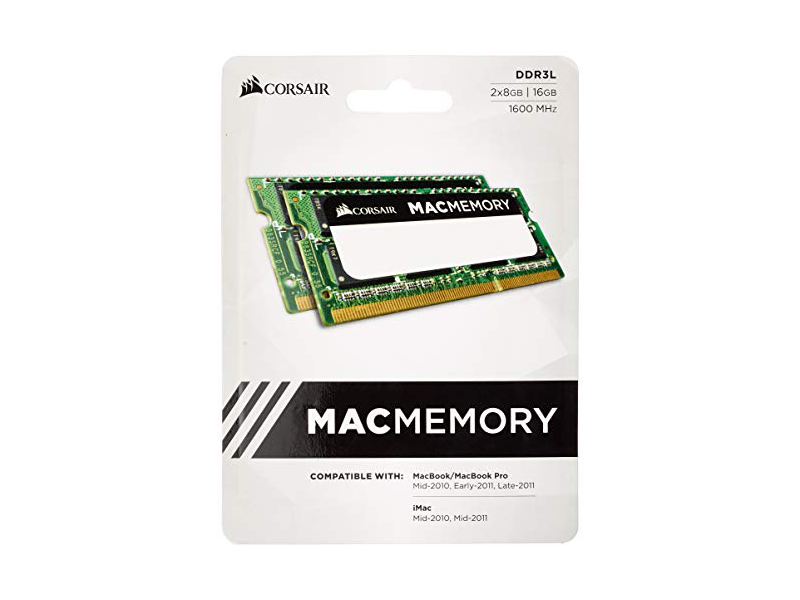 CORSAIR
DDR3L
2x8GB | 16GB
1600 MHz
CORSAIR MACMEMORY
MACMEMORY
COMPATIBLE WITH: MacBook/MacBook Pro
Mid-2010, Early-2011, Late-2011
iMac
Mid-2010, Mid-2011